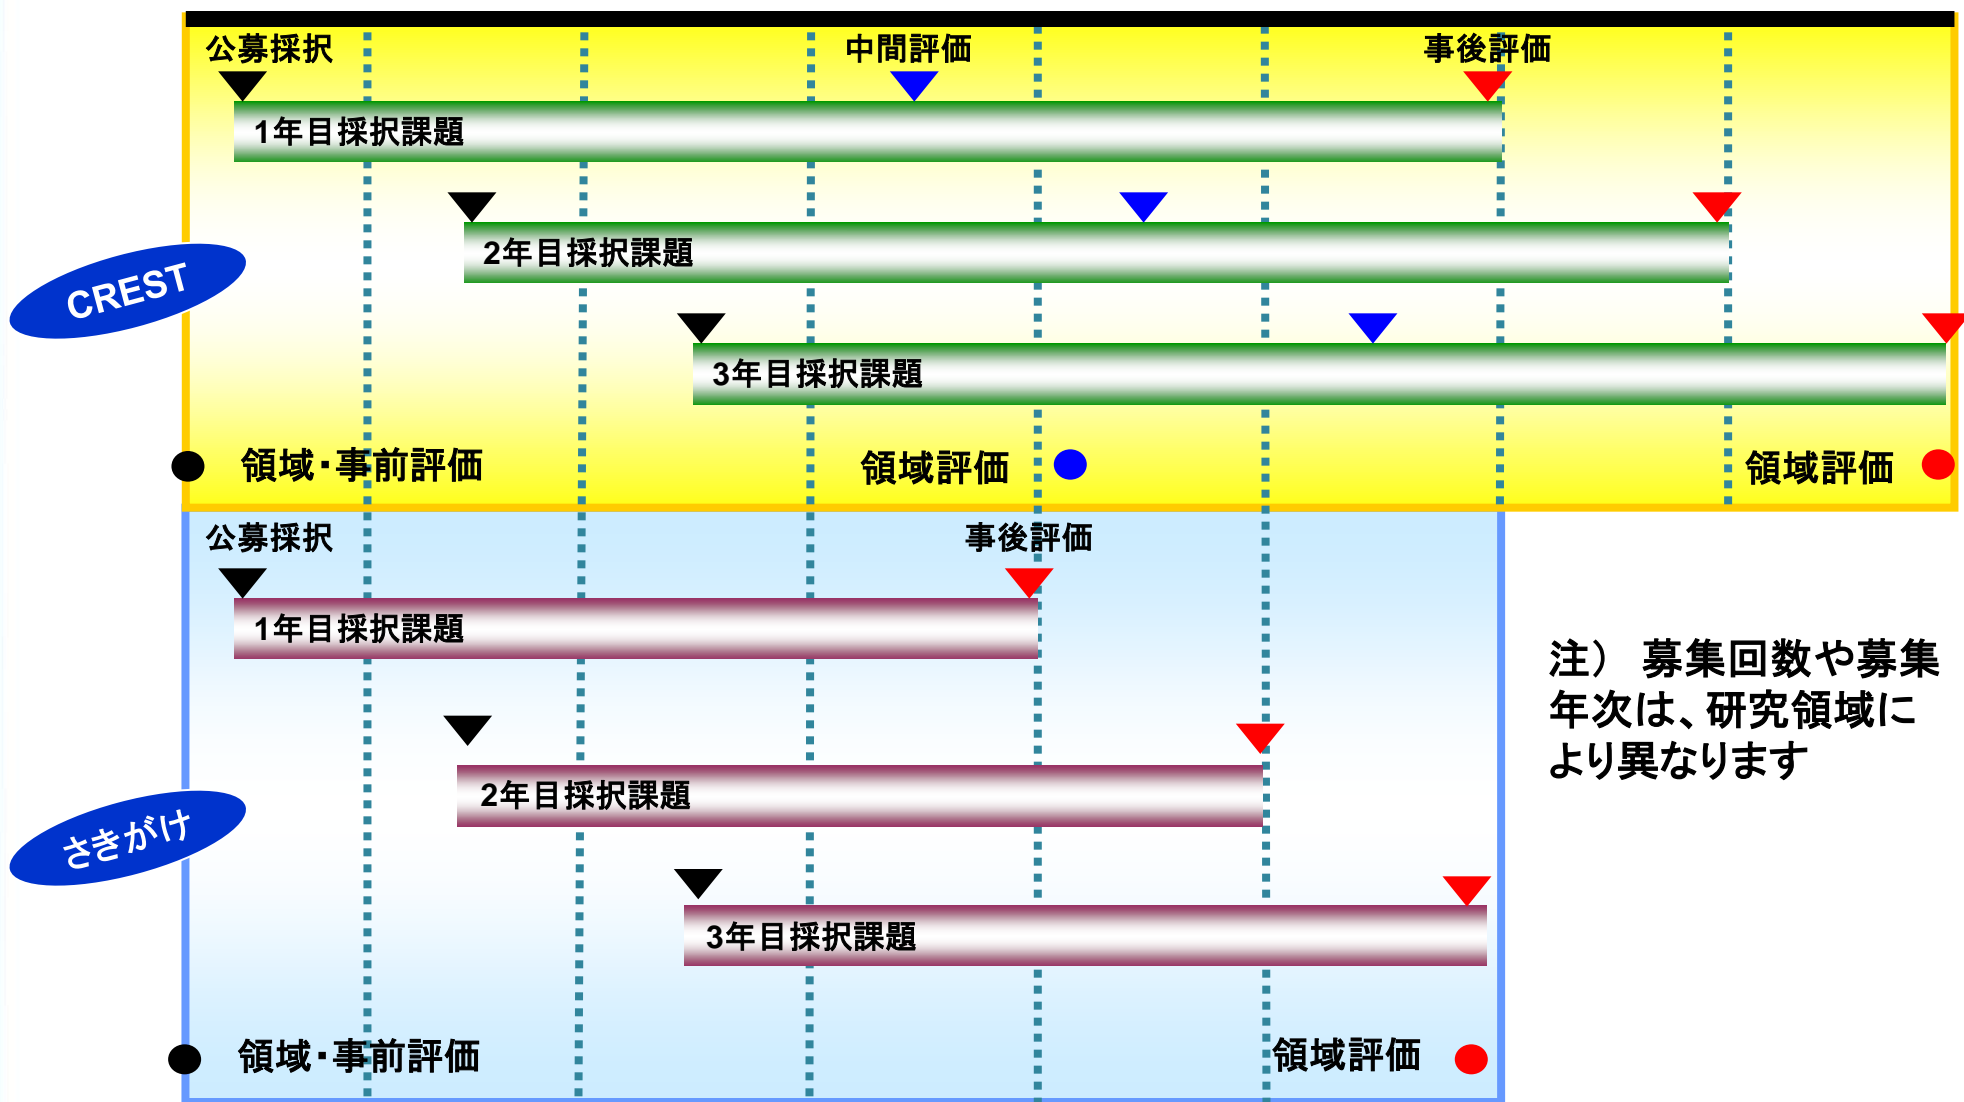 公募採択
中間評価
事後評価
1年目採択課題
2年目採択課題
CREST
3年目採択課題
領域・事前評価
領域評価
領域評価
公募採択
事後評価
1年目採択課題
注） 募集回数や募集
年次は、研究領域に
より異なります
2年目採択課題
さきがけ
3年目採択課題
領域・事前評価
領域評価